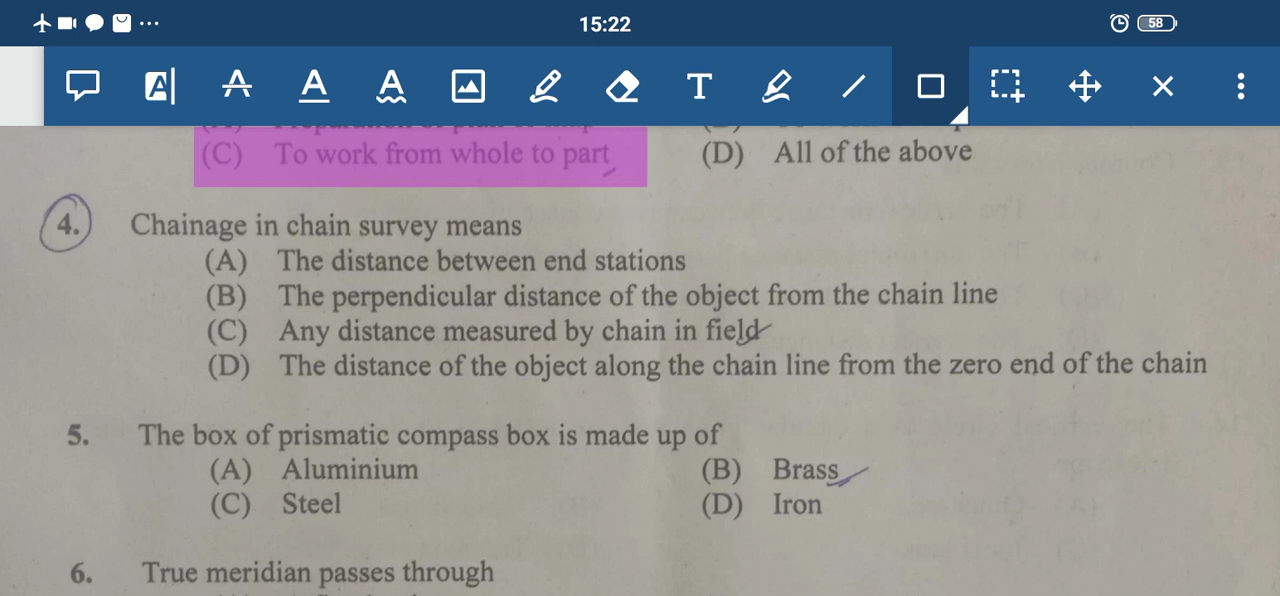 15:22
58
(C) To work from whole to part
(D) All of the above
4. Chainage in chain survey means
(A) The distance between end stations
(B) The perpendicular distance of the object from the chain line
(C) Any distance measured by chain in field
(D) The distance of the object along the chain line from the zero end of the chain
5. The box of prismatic compass box is made up of
(A) Aluminium
(B) Brass
(C) Steel
(D) Iron
6. True meridian passes through